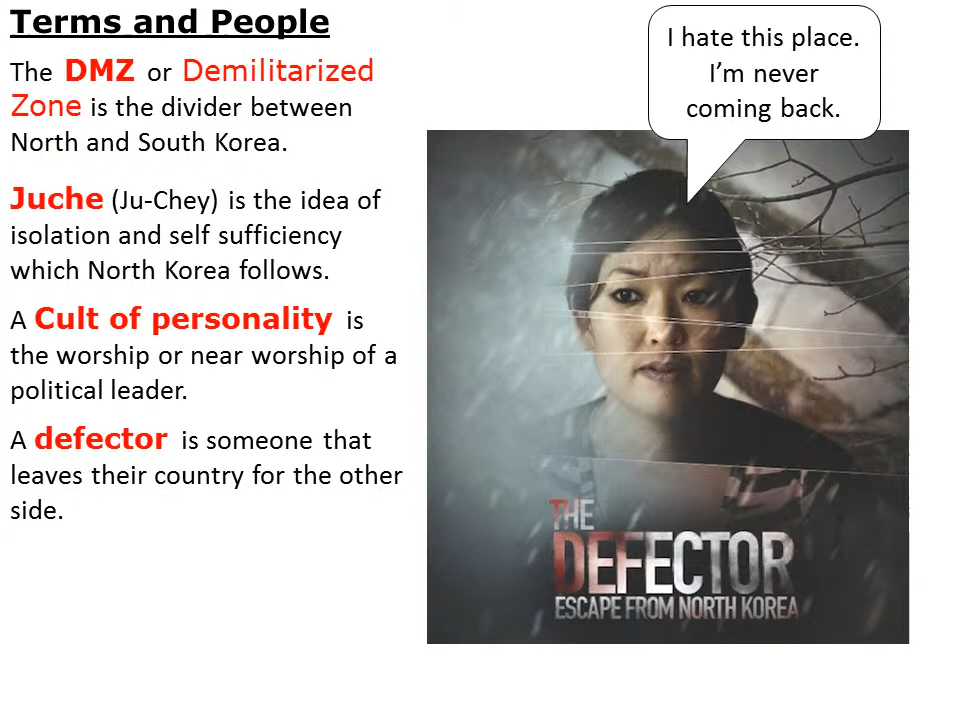 Terms and People
The DMZ or Demilitarized
Zone is the divider between
North and South Korea.
Juche (Ju-Chey) is the idea of
isolation and self sufficiency
which North Korea follows.
A Cult of personality is
the worship or near worship of a
political leader.
A defector is someone that
leaves their country for the other
side.
I hate this place.
I’m never
coming back.
THE
DEFECTOR
ESCAPE FROM NORTH KOREA